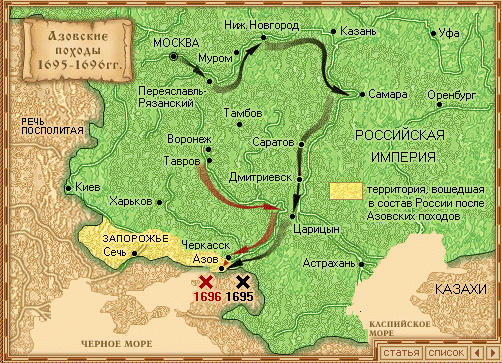 Азовские
походы
1695-1696гг.
МОСКВА
Ниж.Новгород
Казань
Уфа
Муром
Переяславль-
Рязанский
Самара
Оренбург
РЕЧЬ
ПОСПОЛИТАЯ
Тамбов
Воронеж
Тавров
Саратов
РОССИЙСКАЯ
ИМПЕРИЯ
Дмитриевск
Киев
Харьков
территория, вошедшая
в состав России после
Азовских походов
Царицын
ЗАПОРОЖЬЕ
Сечь
Черкасск
Азов
Астрахань
1696
1695
КАЗАХИ
ЧЕРНОЕ МОРЕ
КАСПИЙСКОЕ
МОРЕ
статья
список